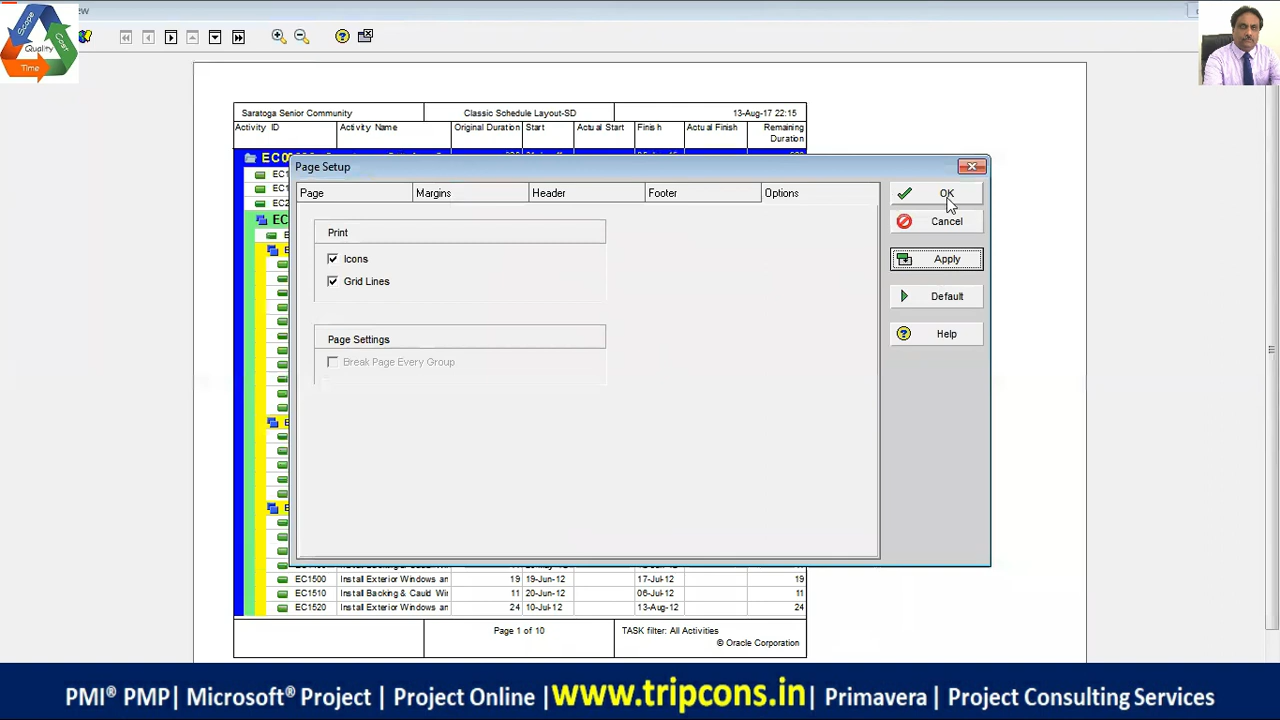 ew
Scope
Quality
Cost
Time
Saratoga Senior Community Classic Schedule Layout-SD 13-Aug-17 22:15
Activity ID Activity Name Original Duration Start Actual Start Finish Actual Finish Remaining Duration
Page Setup
Page Margins Header Footer Options
OK
Cancel
Apply
Default
Help
Print
Icons
Grid Lines
Page Settings
Break Page Every Group
EC1500 Install Exterior Windows an 19 19-Jun-12 17-Jul-12 19
EC1510 Install Backing & Cauld Wi 11 20-Jun-12 06-Jul-12 11
EC1520 Install Exterior Windows an 24 10-Jul-12 13-Aug-12 24
Page 1 of 10 TASK filter: All Activities
© Oracle Corporation
PMI® PMP| Microsoft® Project | Project Online |www.tripcons.in| Primavera | Project Consulting Services